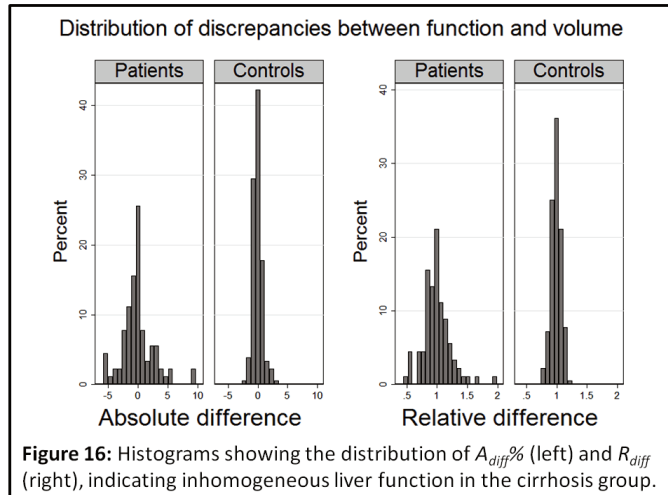 Distribution of discrepancies between function and volume
Patients Controls Patients Controls
Percent
0 10 20 30 40
-5 0 5 10 -5 0 5 10
Absolute difference
Percent
0 10 20 30 40
.5 1 1.5 2 .5 1 1.5 2
Relative difference
Figure 16: Histograms showing the distribution of Adiff% (left) and Rdiff
(right), indicating inhomogeneous liver function in the cirrhosis group.